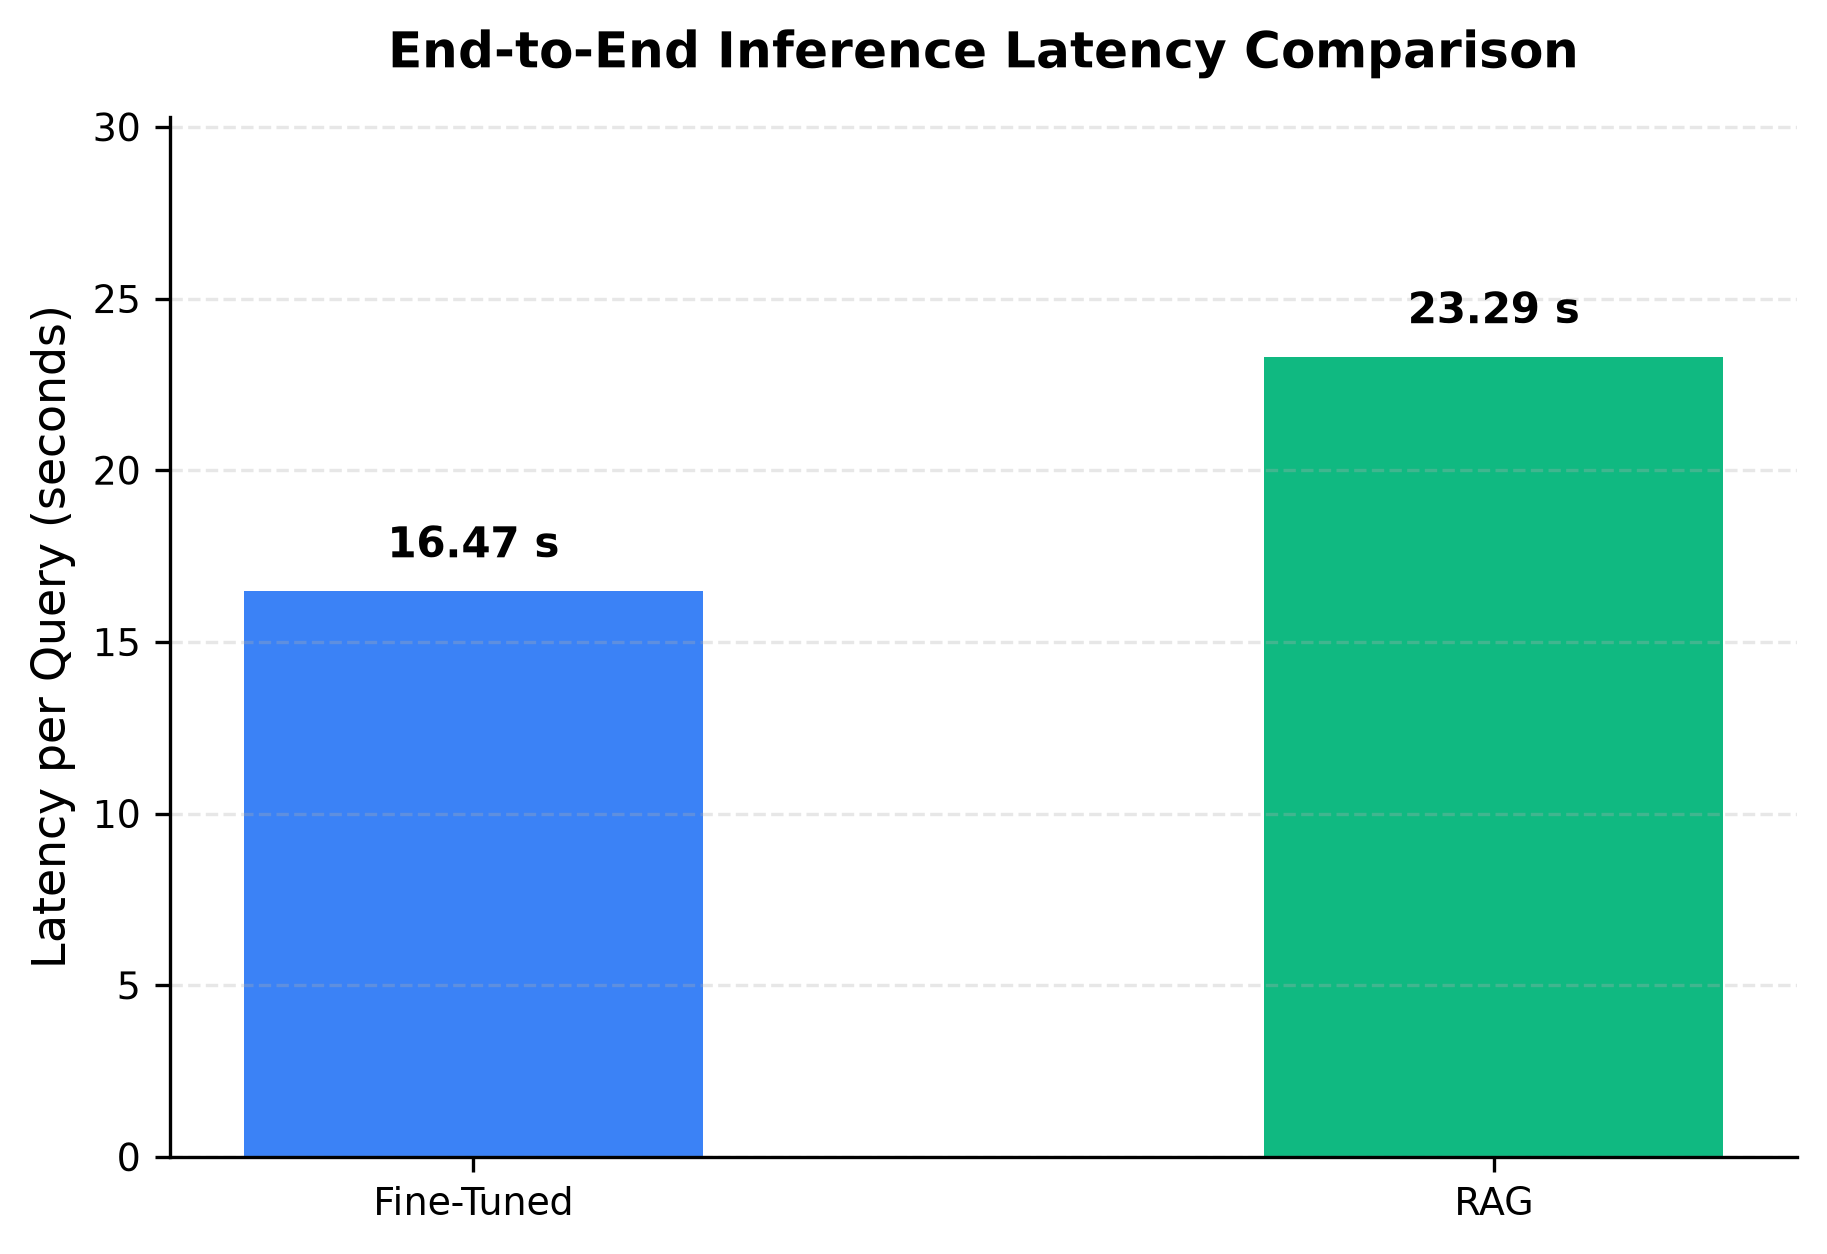 End-to-End Inference Latency Comparison
Latency per Query (seconds)
30
25
20
15
10
5
0
16.47 s
23.29 s
Fine-Tuned
RAG